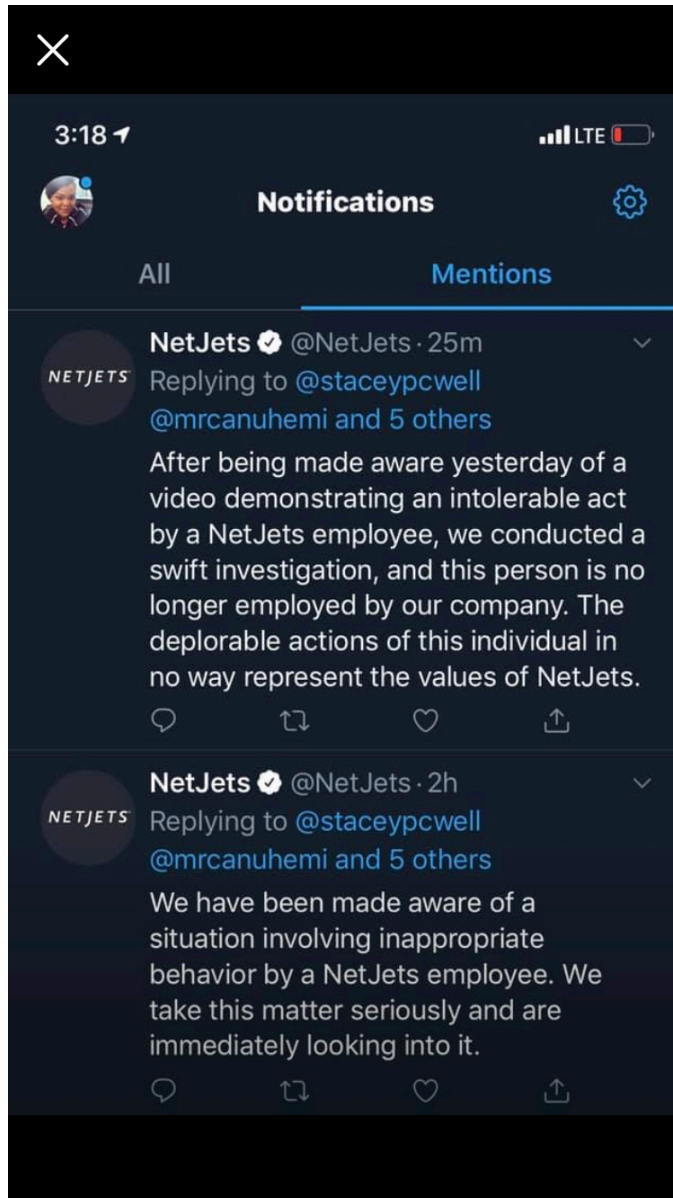 3:18
LTE
Notifications
All
Mentions
NetJets @NetJets · 25m
NETJETS
Replying to @staceypcwell
@mrcanuhemi and 5 others
After being made aware yesterday of a
video demonstrating an intolerable act
by a NetJets employee, we conducted a
swift investigation, and this person is no
longer employed by our company. The
deplorable actions of this individual in
no way represent the values of NetJets.
NetJets @NetJets · 2h
NETJETS
Replying to @staceypcwell
@mrcanuhemi and 5 others
We have been made aware of a
situation involving inappropriate
behavior by a NetJets employee. We
take this matter seriously and are
immediately looking into it.